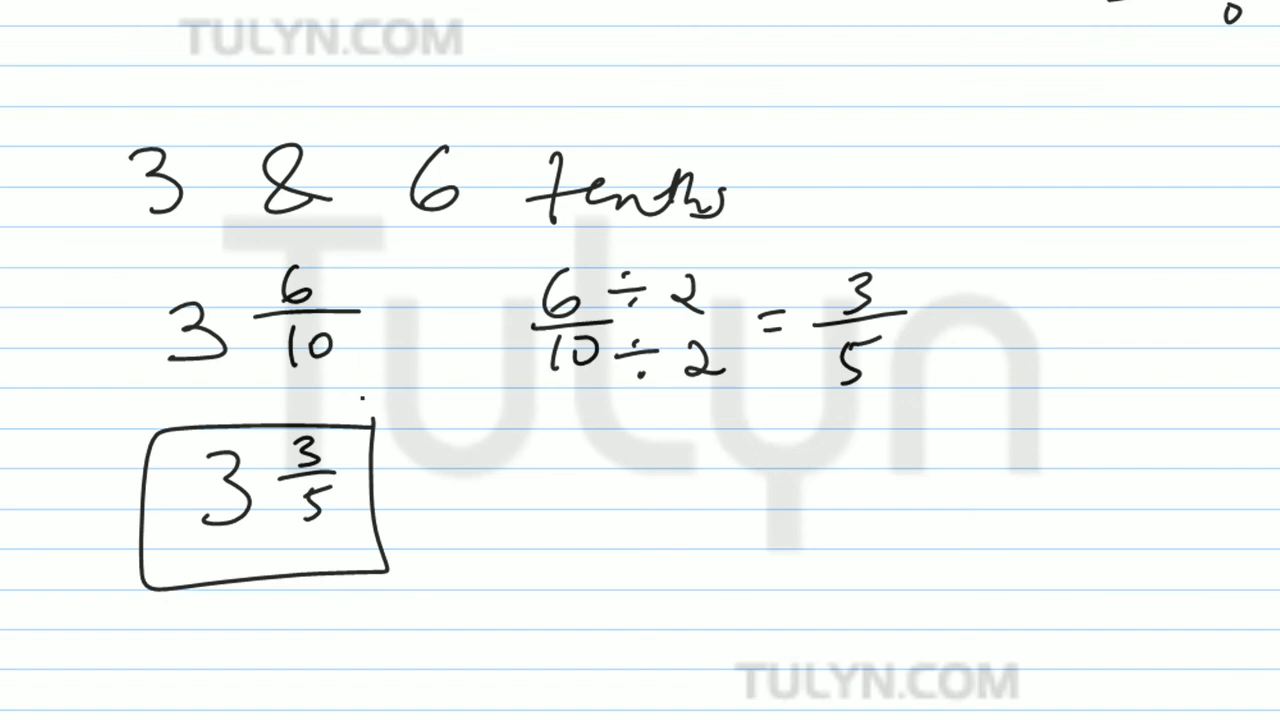 TULYN.COM
3 & 6 tenths
3 6/10 6÷2/10÷2 = 3/5
3 3/5
Tulyn
TULYN.COM